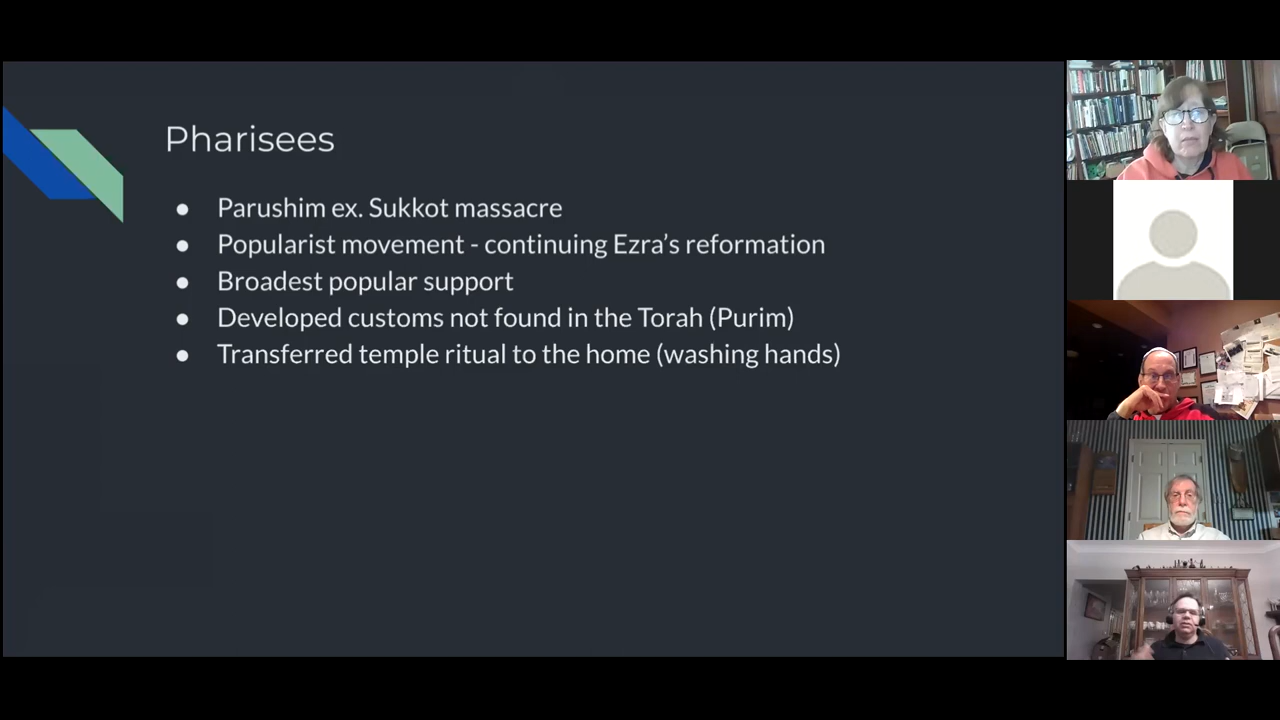 Pharisees
● Parushim ex. Sukkot massacre
● Popularist movement - continuing Ezra’s reformation
● Broadest popular support
● Developed customs not found in the Torah (Purim)
● Transferred temple ritual to the home (washing hands)